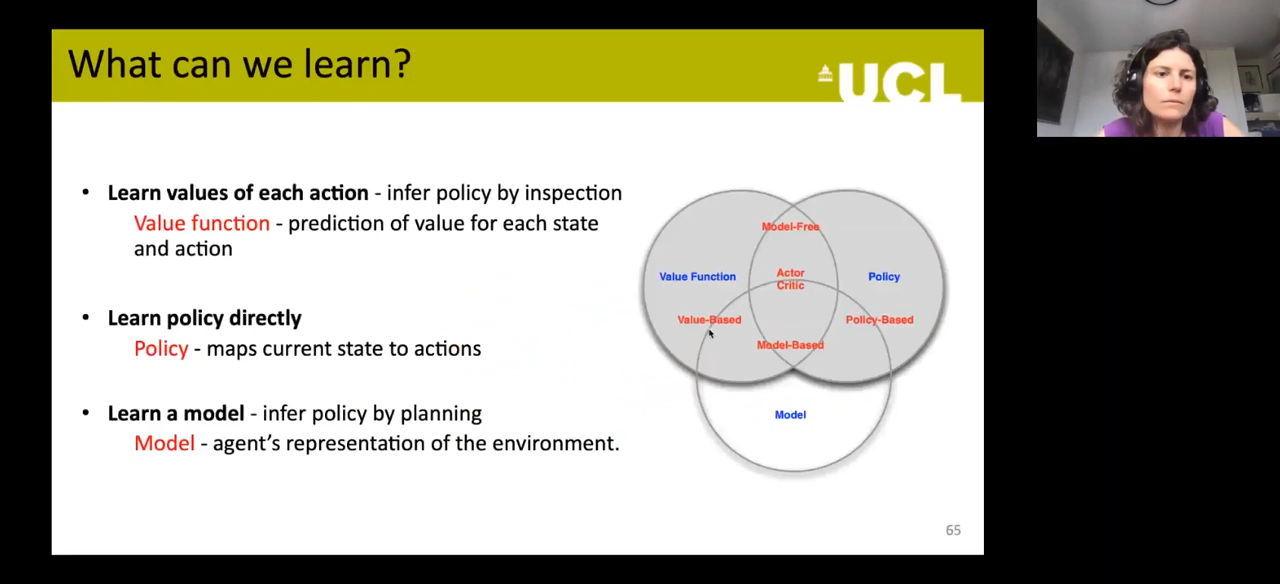 What can we learn?
UCL
• Learn values of each action - infer policy by inspection
Value function - prediction of value for each state
and action
• Learn policy directly
Policy - maps current state to actions
• Learn a model - infer policy by planning
Model - agent’s representation of the environment.
Model-Free
Value Function
Actor
Critic
Policy
Value-Based
Policy-Based
Model-Based
Model
65